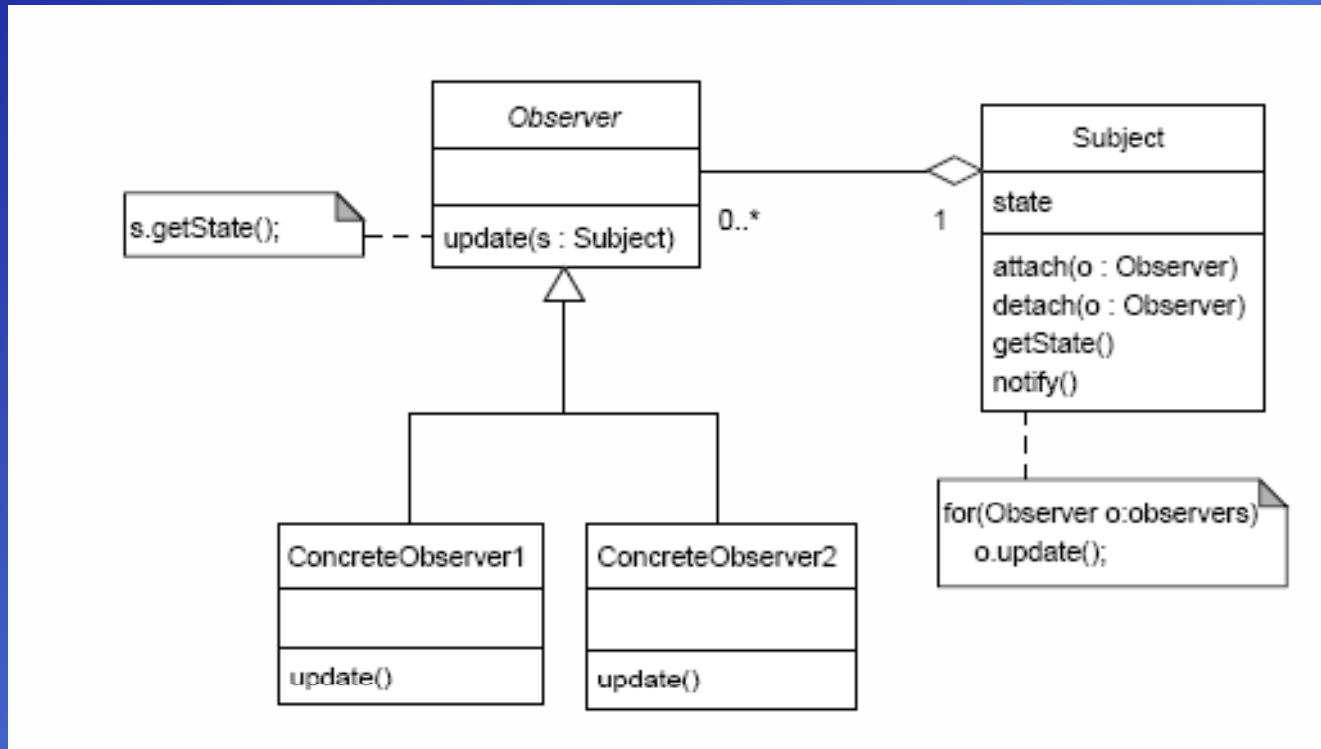 Observer
update(s : Subject)
s.getState();
0..*
1
Subject
state
attach(o : Observer)
detach(o : Observer)
getState()
notify()
for(Observer o:observers)
o.update();
ConcreteObserver1
update()
ConcreteObserver2
update()